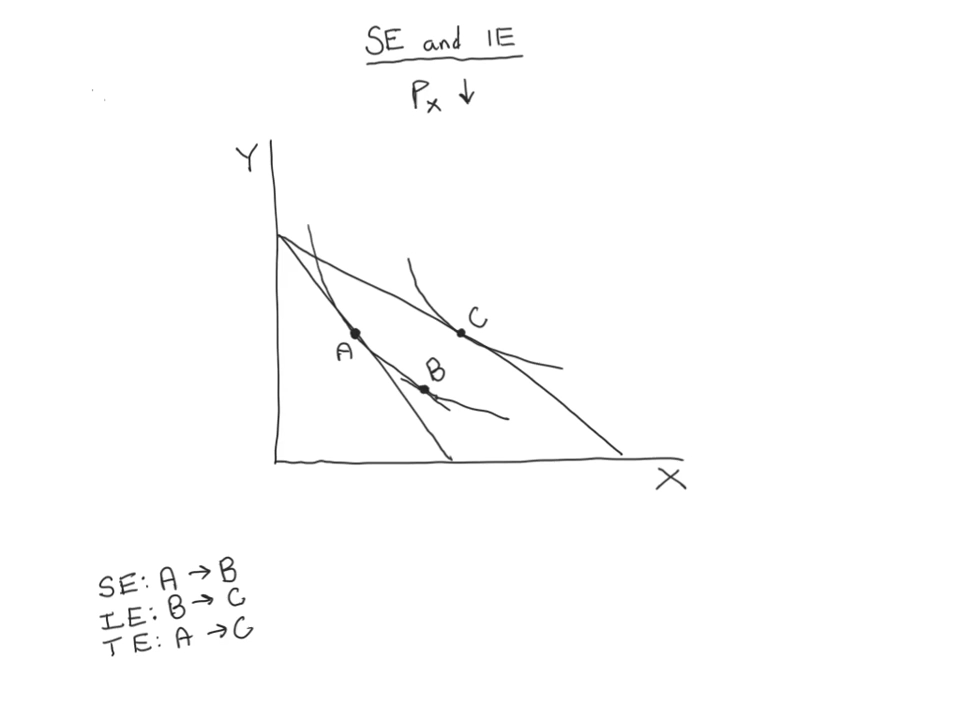 SE and IE
Px ↓
Y
C
A
B
X
SE: A → B
IE: B → C
TE: A → C